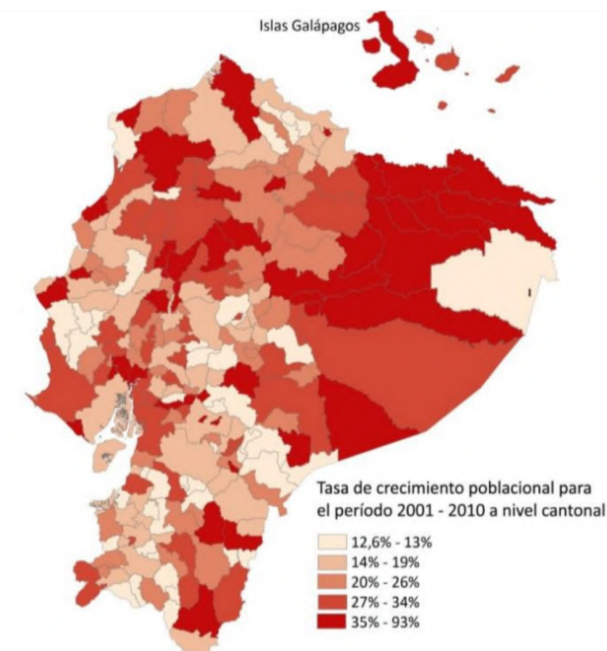 Islas Galápagos
Tasa de crecimiento poblacional para
el período 2001 - 2010 a nivel cantonal
12,6% - 13%
14% - 19%
20% - 26%
27% - 34%
35% - 93%